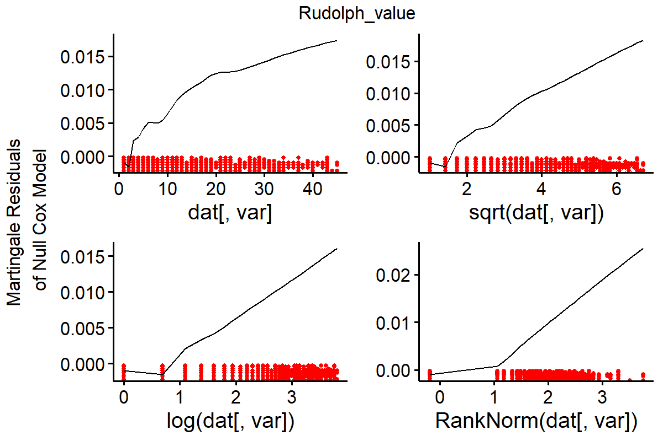 Rudolph_value
Martingale Residuals
of Null Cox Model
0.015
0.010
0.005
0.000
0 10 20 30 40
dat[, var]
0.015
0.010
0.005
0.000
2 4 6
sqrt(dat[, var])
0.015
0.010
0.005
0.000
0 1 2 3
log(dat[, var])
0.02
0.01
0.00
0 1 2 3
RankNorm(dat[, var])